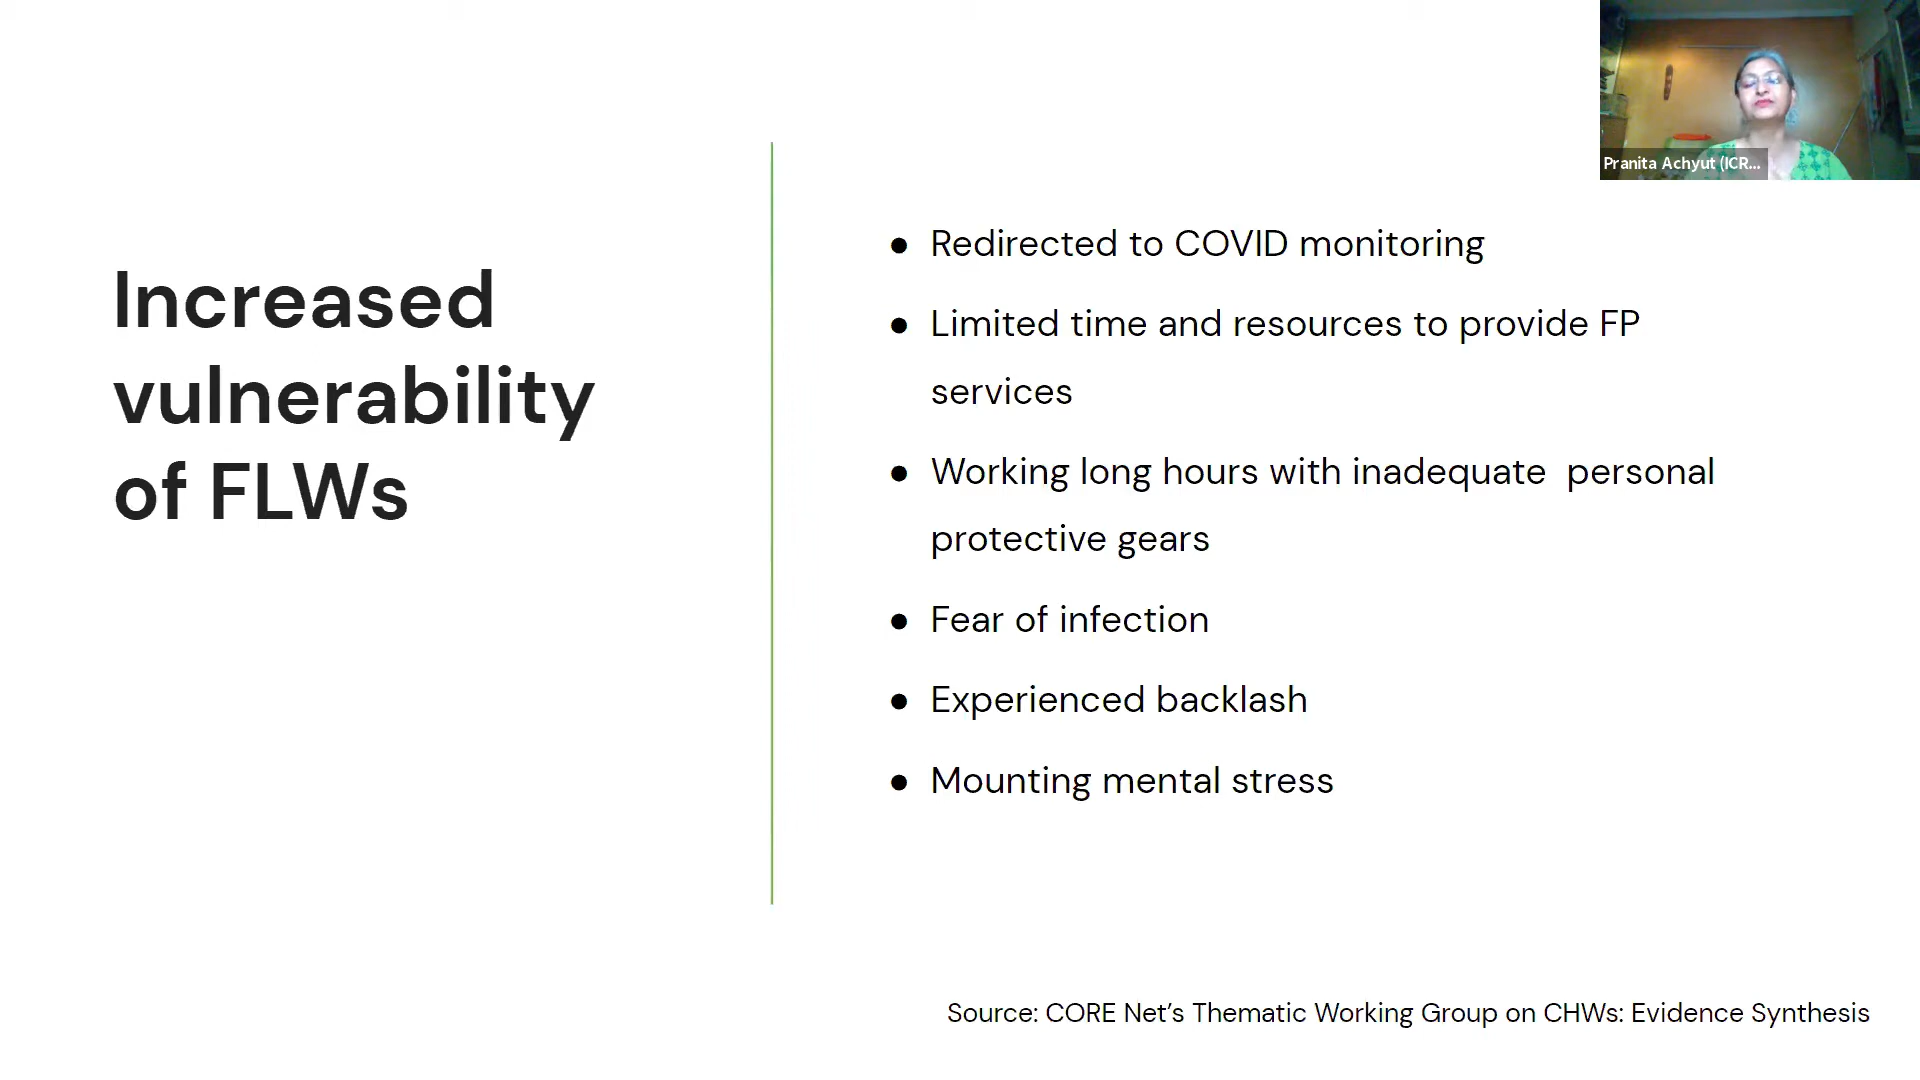 Increased
vulnerability
of FLWs
● Redirected to COVID monitoring
● Limited time and resources to provide FP
services
● Working long hours with inadequate  personal
protective gears
● Fear of infection
● Experienced backlash
● Mounting mental stress
Source: CORE Net’s Thematic Working Group on CHWs: Evidence Synthesis
Pranita Achyut (ICR...